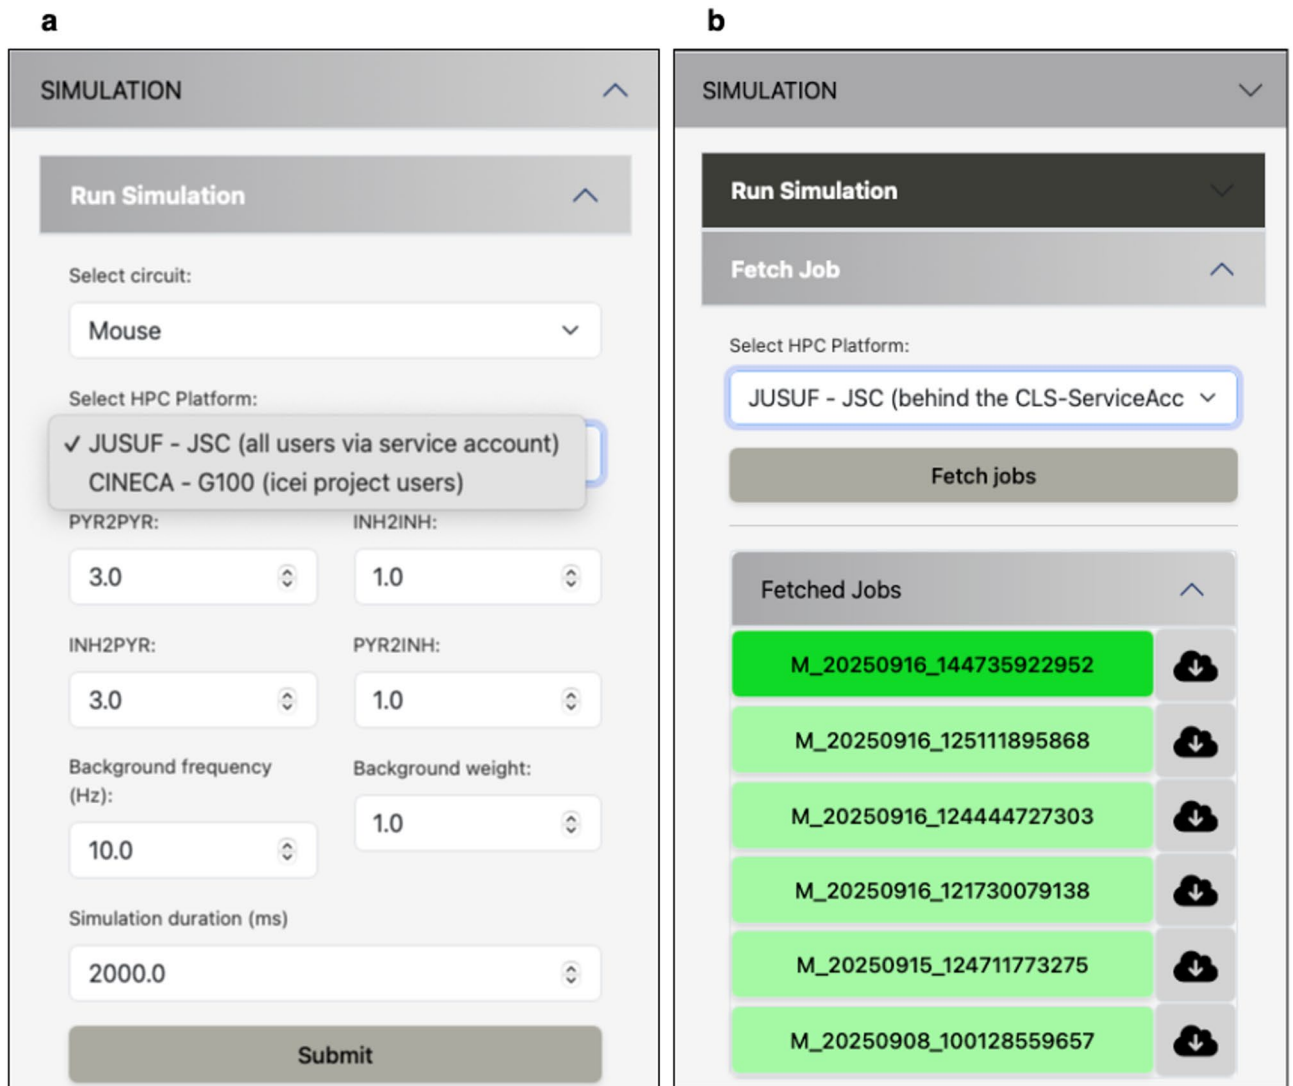 a
SIMULATION
Run Simulation
Select circuit:
Mouse
Select HPC Platform:
✓ JUSUF - JSC (all users via service account)
CINECA - G100 (icei project users)
PYR2PYR: INH2INH:
3.0 1.0
INH2PYR: PYR2INH:
3.0 1.0
Background frequency
(Hz):
Background weight:
10.0 1.0
Simulation duration (ms)
2000.0
Submit
b
SIMULATION
Run Simulation
Fetch Job
Select HPC Platform:
JUSUF - JSC (behind the CLS-ServiceAcc
Fetch jobs
Fetched Jobs
M_20250916_144735922952
M_20250916_125111895868
M_20250916_124444727303
M_20250916_121730079138
M_20250915_124711773275
M_20250908_100128559657